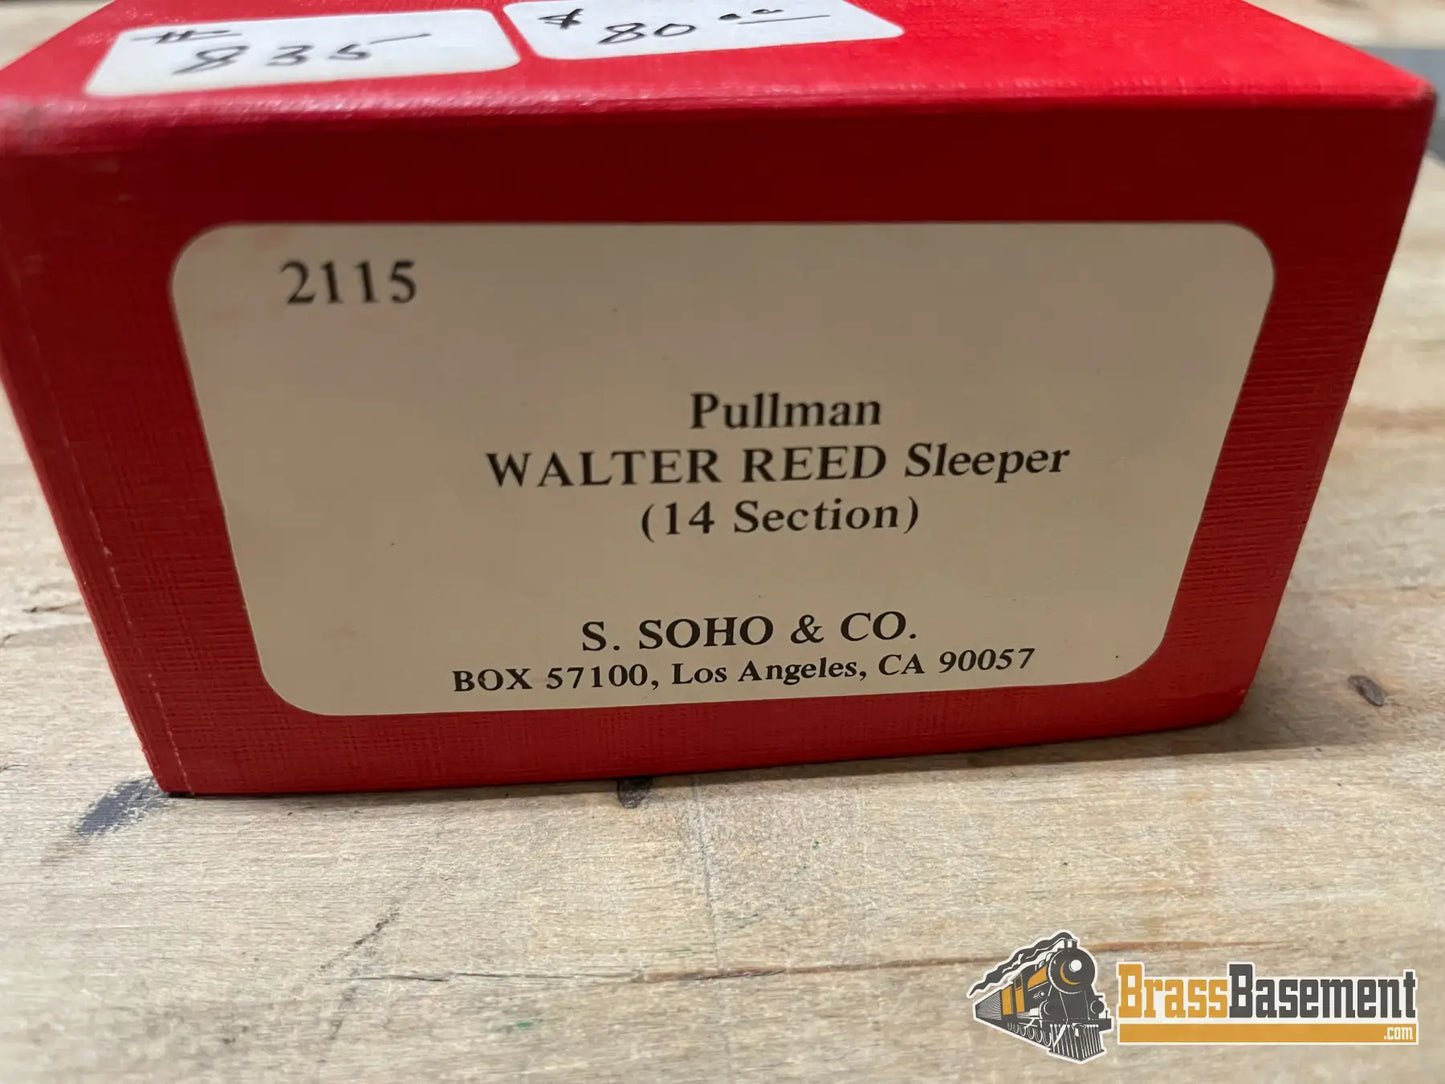 # 835
$ 80.00
2115
Pullman
WALTER REED Sleeper
(14 Section)
S. SOHO & CO.
BOX 57100, Los Angeles, CA 90057
BrassBasement
.com